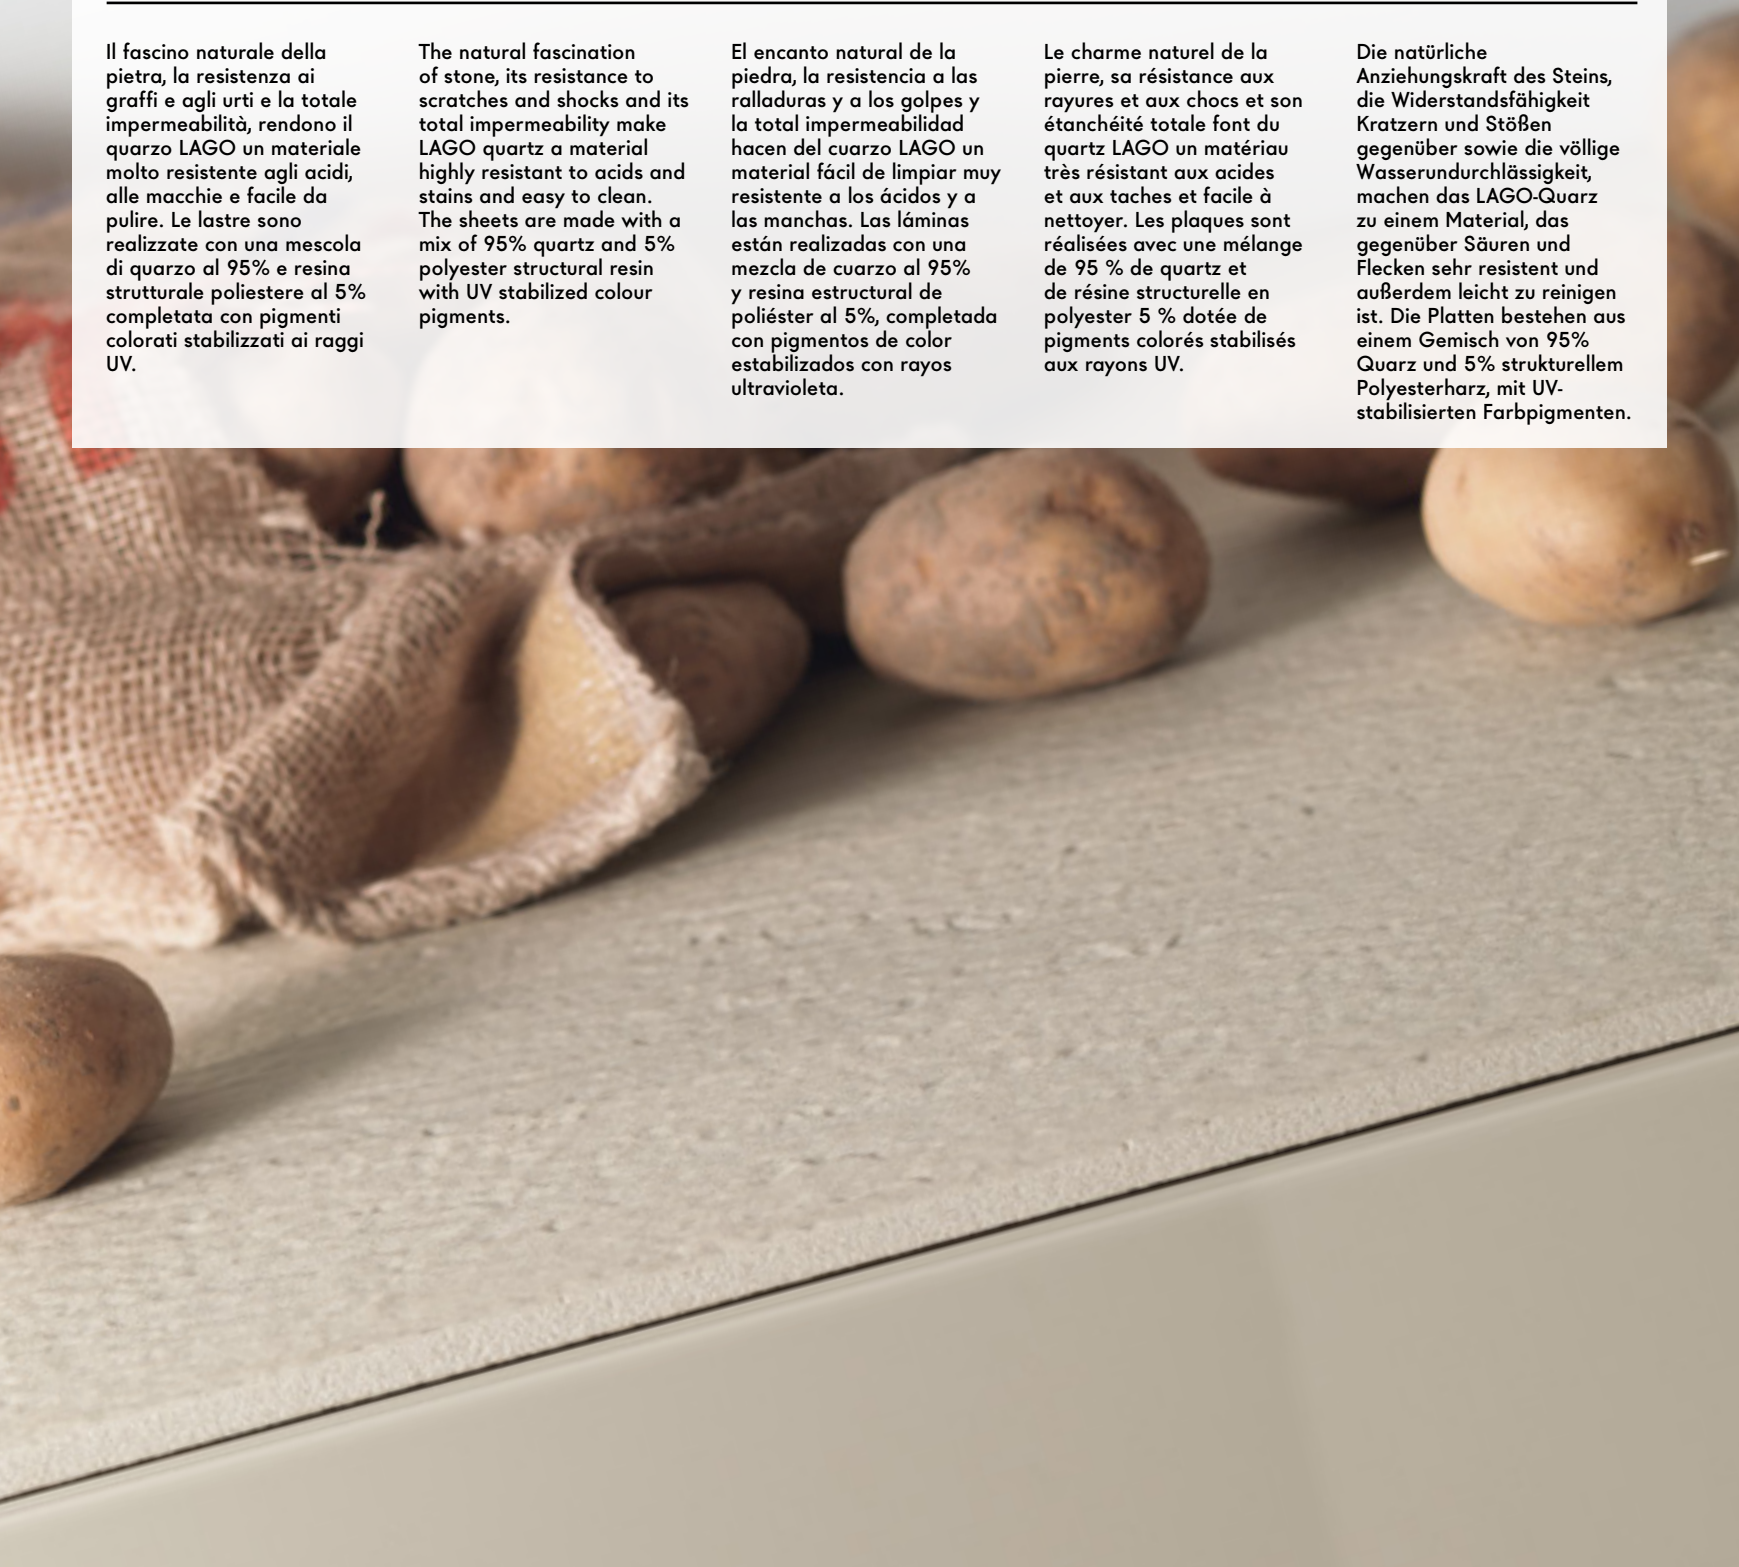 Il fascino naturale della
pietra, la resistenza ai
graffi e agli urti e la totale
impermeabilità, rendono il
quarzo LAGO un materiale
molto resistente agli acidi,
alle macchie e facile da
pulire. Le lastre sono
realizzate con una mescola
di quarzo al 95% e resina
strutturale poliestere al 5%
completata con pigmenti
colorati stabilizzati ai raggi
UV.
The natural fascination
of stone, its resistance to
scratches and shocks and its
total impermeability make
LAGO quartz a material
highly resistant to acids and
stains and easy to clean.
The sheets are made with a
mix of 95% quartz and 5%
polyester structural resin
with UV stabilized colour
pigments.
El encanto natural de la
piedra, la resistencia a las
ralladuras y a los golpes y
la total impermeabilidad
hacen del cuarzo LAGO un
material fácil de limpiar muy
resistente a los ácidos y a
las manchas. Las láminas
están realizadas con una
mezcla de cuarzo al 95%
y resina estructural de
poliéster al 5%, completada
con pigmentos de color
estabilizados con rayos
ultravioleta.
Le charme naturel de la
pierre, sa résistance aux
rayures et aux chocs et son
étanchéité totale font du
quartz LAGO un matériau
très résistant aux acides
et aux taches et facile à
nettoyer. Les plaques sont
réalisées avec une mélange
de 95 % de quartz et
de résine structurelle en
polyester 5 % dotée de
pigments colorés stabilisés
aux rayons UV.
Die natürliche
Anziehungskraft des Steins,
die Widerstandsfähigkeit
Kratzern und Stößen
gegenüber sowie die völlige
Wasserundurchlässigkeit,
machen das LAGO-Quarz
zu einem Material, das
gegenüber Säuren und
Flecken sehr resistent und
außerdem leicht zu reinigen
ist. Die Platten bestehen aus
einem Gemisch von 95%
Quarz und 5% strukturellem
Polyesterharz, mit UV-
stabilisierten Farbpigmenten.